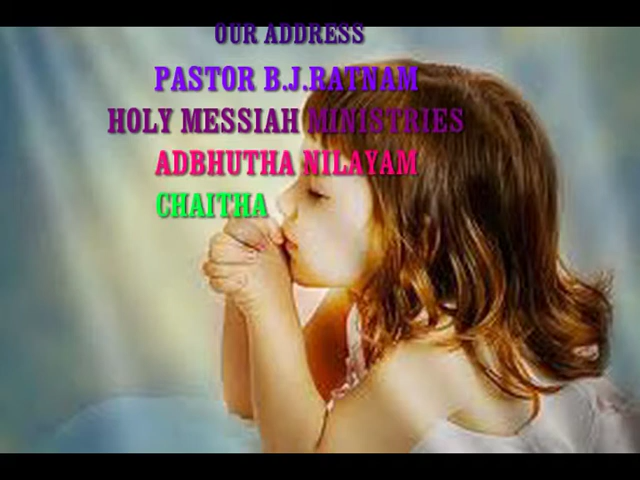 OUR ADDRESS
PASTOR B.J.RATNAM
HOLY MESSIAH MINISTRIES
ADBHUTHA NILAYAM
CHAITHA